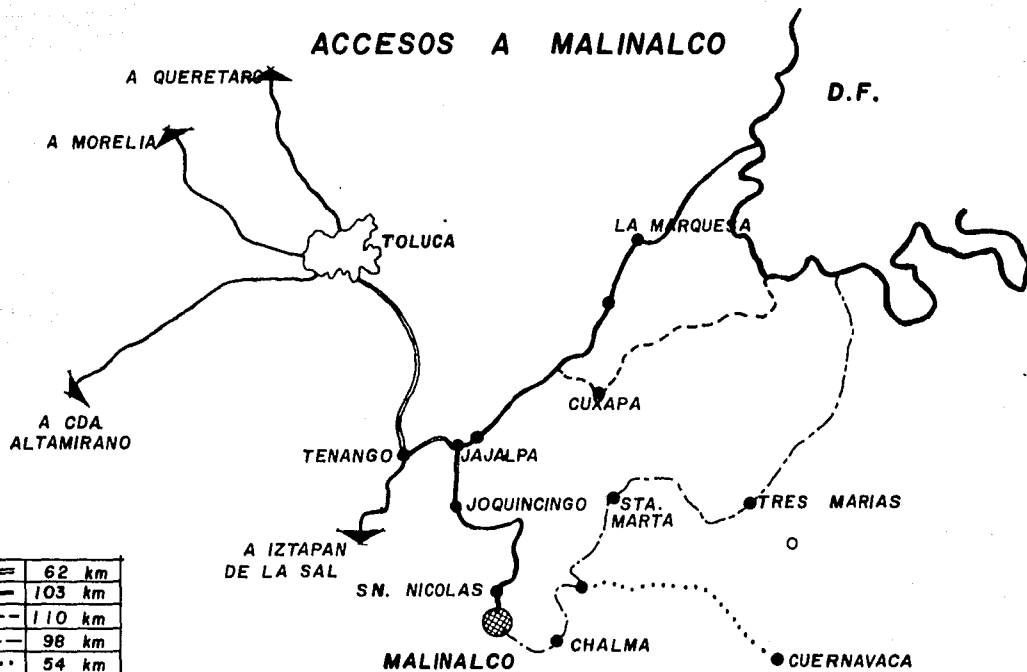 ACCESOS A MALINALCO
A QUERETARO
D.F.
A MORELIA
LA MARQUESA
TOLUCA
CUXAPA
A CDA.
ALTAMIRANO
TENANGO
JAJALPA
JOQUINCINGO
STA.
MARTA
TRES MARIAS
A IZTAPAN
DE LA SAL
SN. NICOLAS
CHALMA
MALINALCO
CUERNAVACA
62 km
103 km
110 km
98 km
54 km